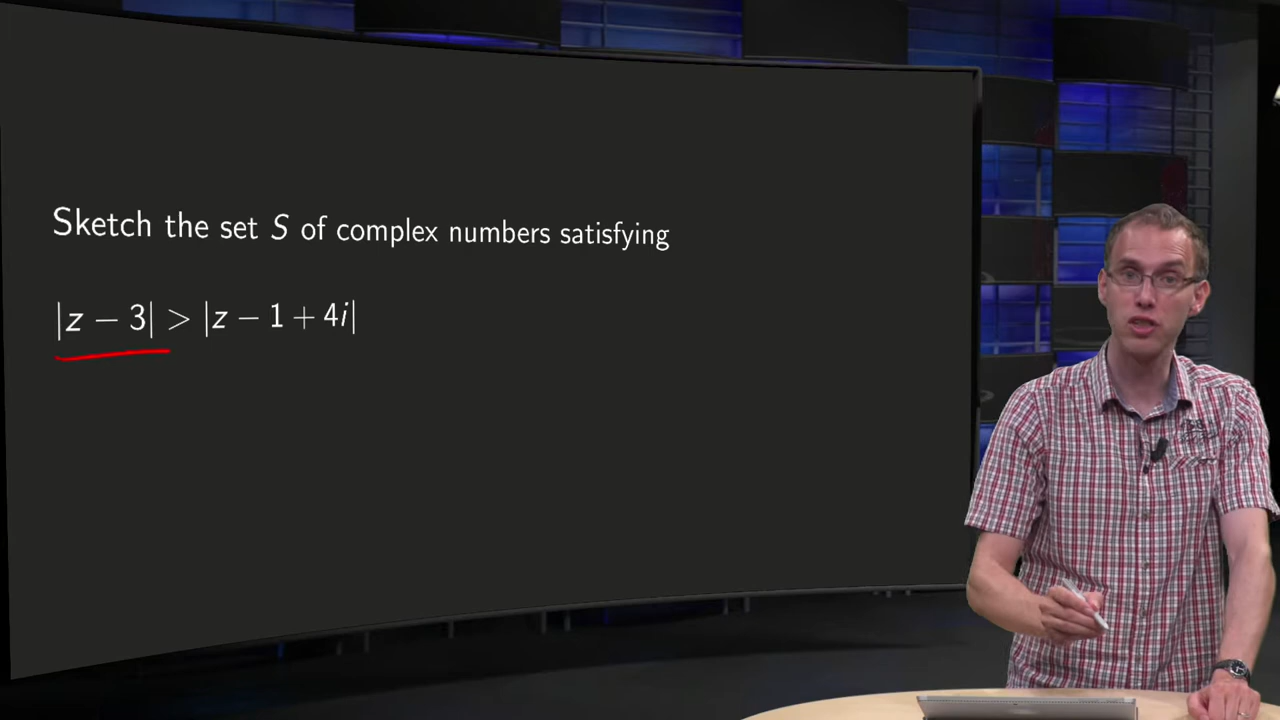 Sketch the set S of complex numbers satisfying
|z − 3| > |z − 1 + 4i|